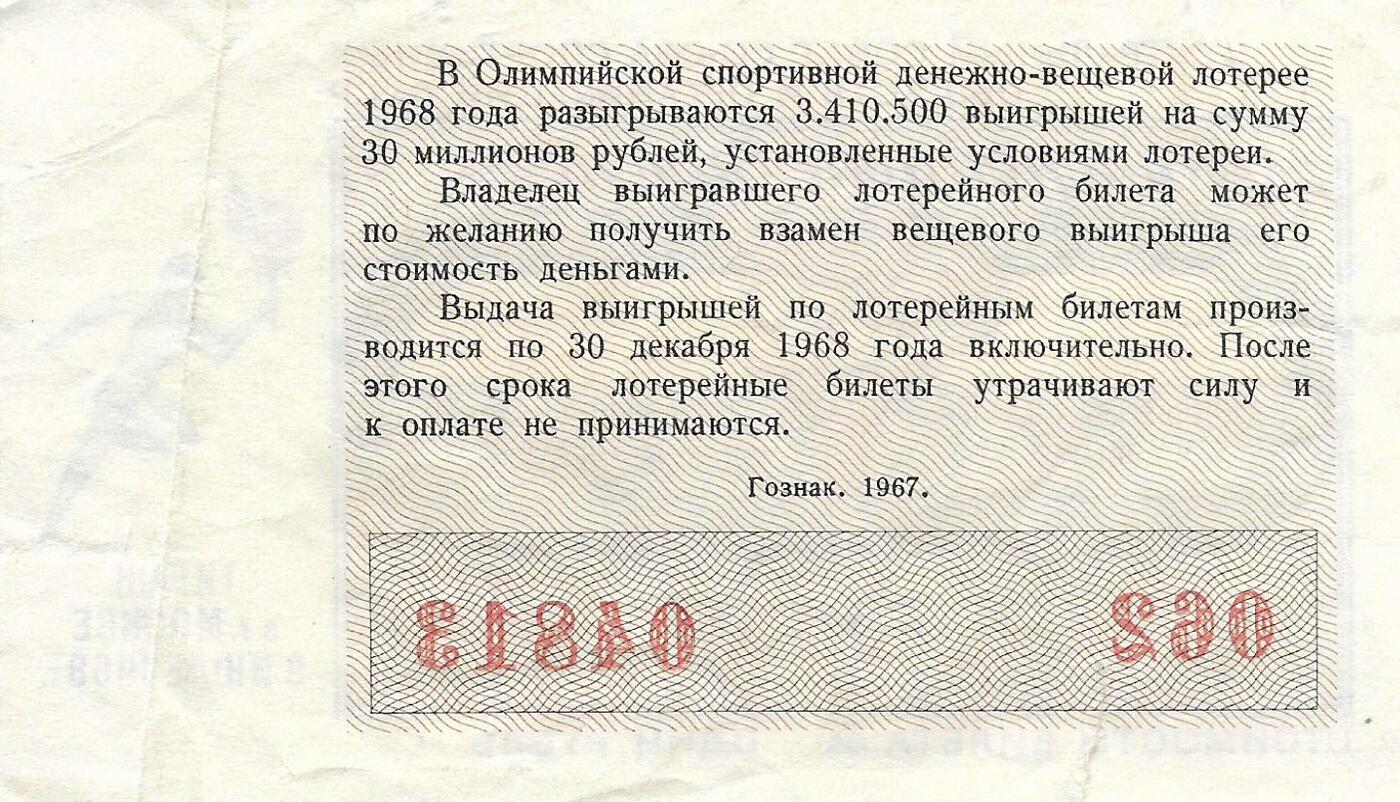 В Олимпийской спортивной денежно-вещевой лотерее
1968 года разыгрываются 3.410.500 выигрышей на сумму
30 миллионов рублей, установленные условиями лотереи.
Владелец выигравшего лотерейного билета может
по желанию получить взамен вещевого выигрыша его
стоимость деньгами.
Выдача выигрышей по лотерейным билетам произ-
водится по 30 декабря 1968 года включительно. После
этого срока лотерейные билеты утрачивают силу и
к оплате не принимаются.
Гознак. 1967.
04813 062